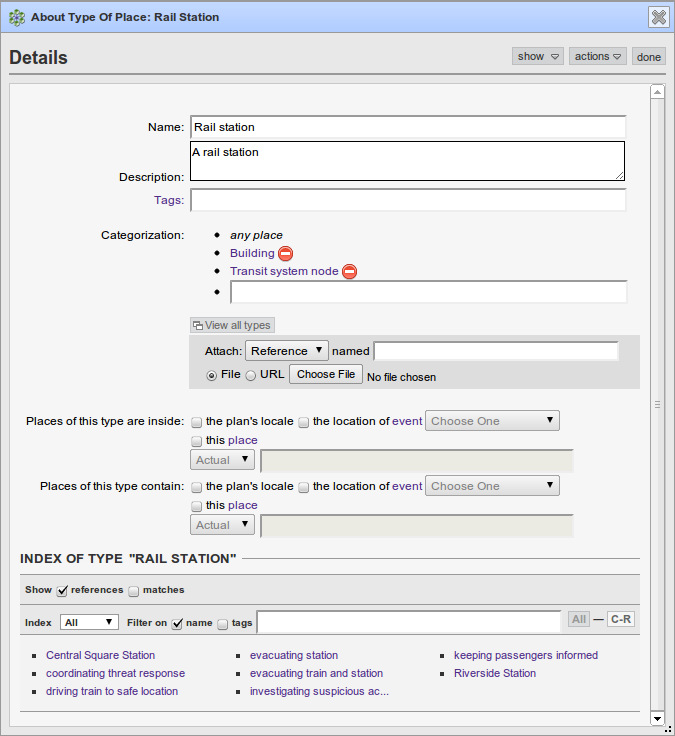 About Type Of Place: Rail Station
Details
show actions done
Name: Rail station
A rail station
Description:
Tags:
Categorization: any place
Building
Transit system node
View all types
Attach: Reference named
File URL Choose File No file chosen
Places of this type are inside: the plan's locale the location of event Choose One
this place
Actual
Places of this type contain: the plan's locale the location of event Choose One
this place
Actual
INDEX OF TYPE "RAIL STATION"
Show references matches
Index All Filter on name tags All — C-R
Central Square Station evacuating station keeping passengers informed
coordinating threat response evacuating train and station Riverside Station
driving train to safe location investigating suspicious ac...